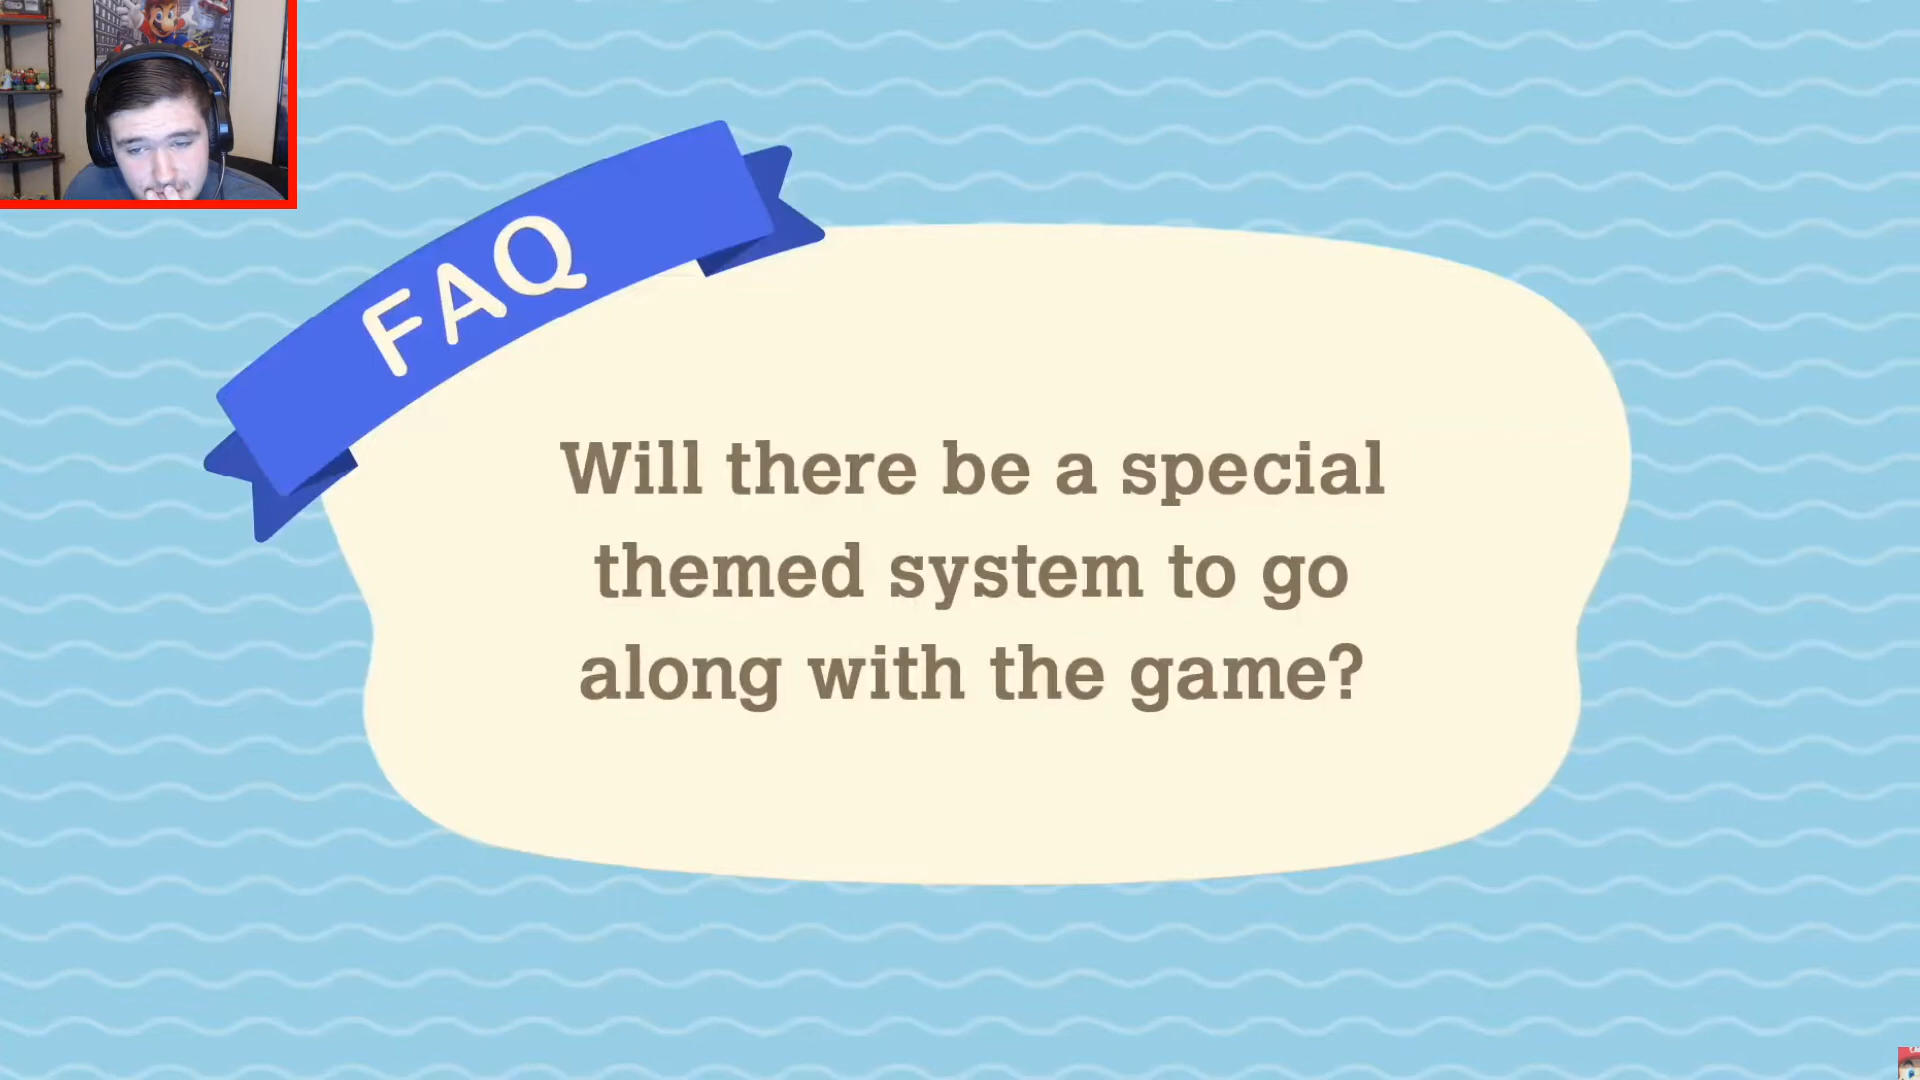 FAQ
Will there be a special
themed system to go
along with the game?